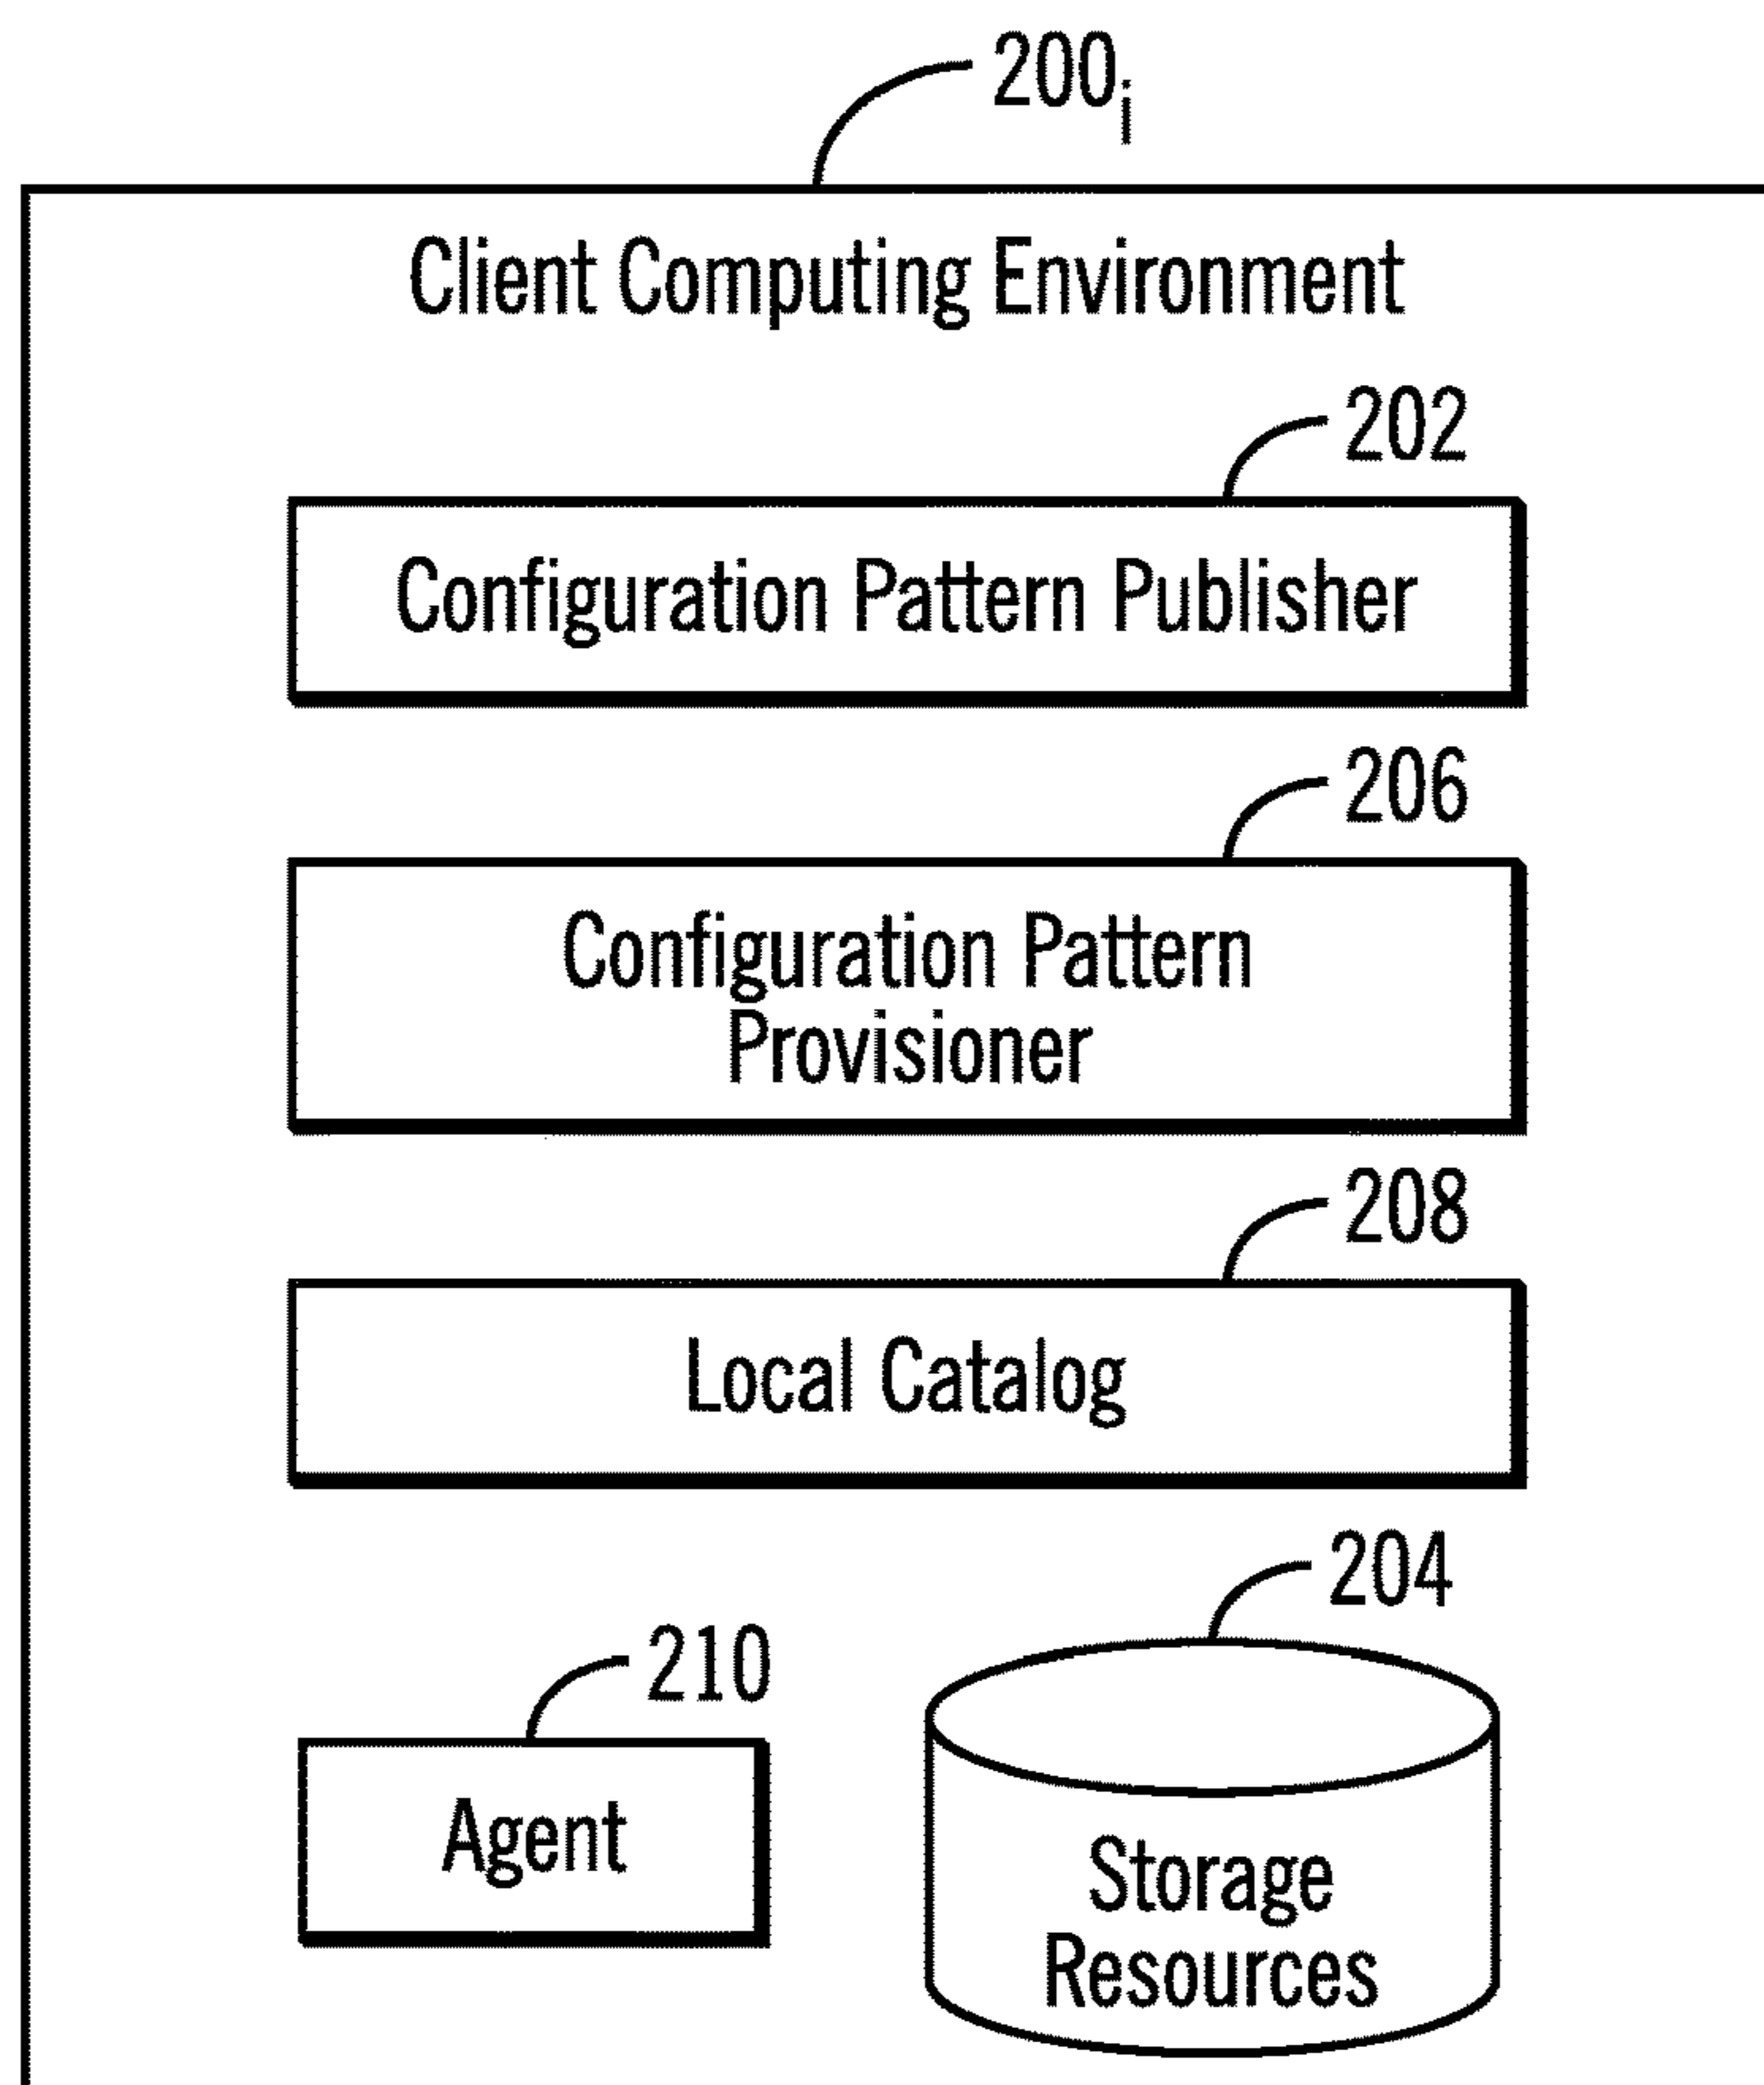 200i
Client Computing Environment
202
Configuration Pattern Publisher
206
Configuration Pattern
Provisioner
208
Local Catalog
204
210
Agent
Storage
Resources